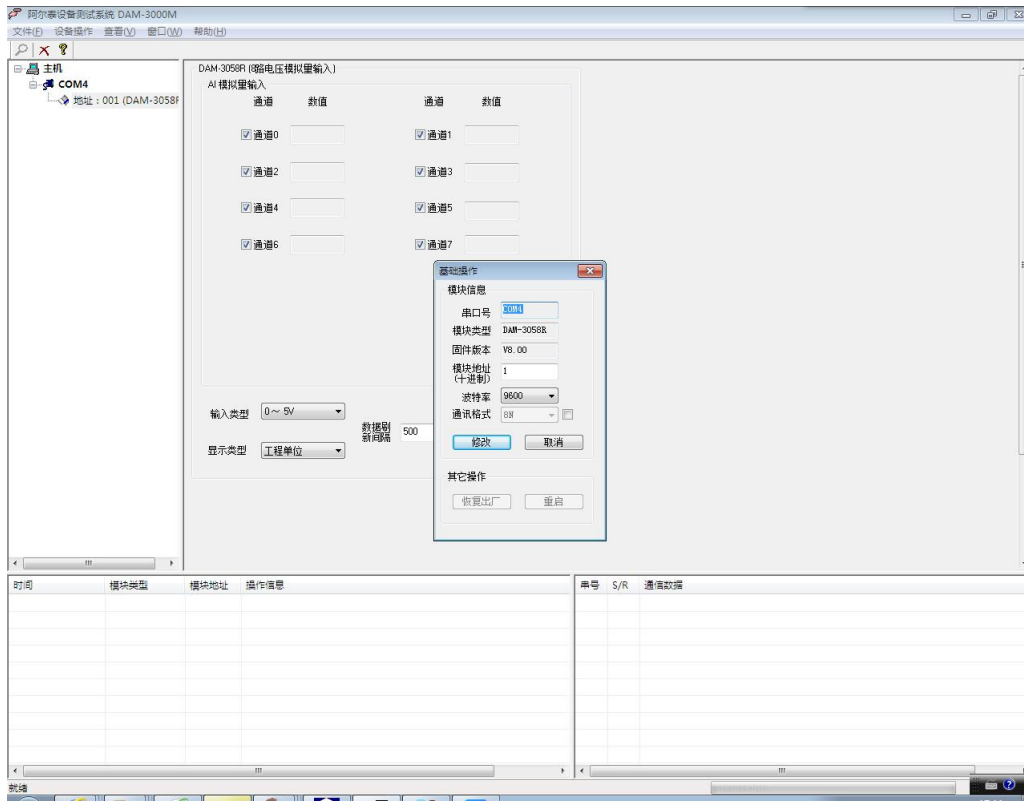 阿尔泰设备测试系统 DAM-3000M
文件(F) 设备操作 查看(V) 窗口(W) 帮助(H)
主机
COM4
地址：001 (DAM-3058F
DAM-3058R (8路电压模拟量输入)
AI 模拟量输入
通道 数值 通道 数值
通道0 通道1
通道2 通道3
通道4 通道5
通道6 通道7
输入类型 0～ 5V
显示类型 工程单位
数据刷新间隔 500
基础操作
模块信息
串口号 COM4
模块类型 DAM-3058R
固件版本 V8.00
模块地址(十进制) 1
波特率 9600
通讯格式 8N
修改 取消
其它操作
恢复出厂 重启
时间 模块类型 模块地址 操作信息
串号 S/R 通信数据
就绪